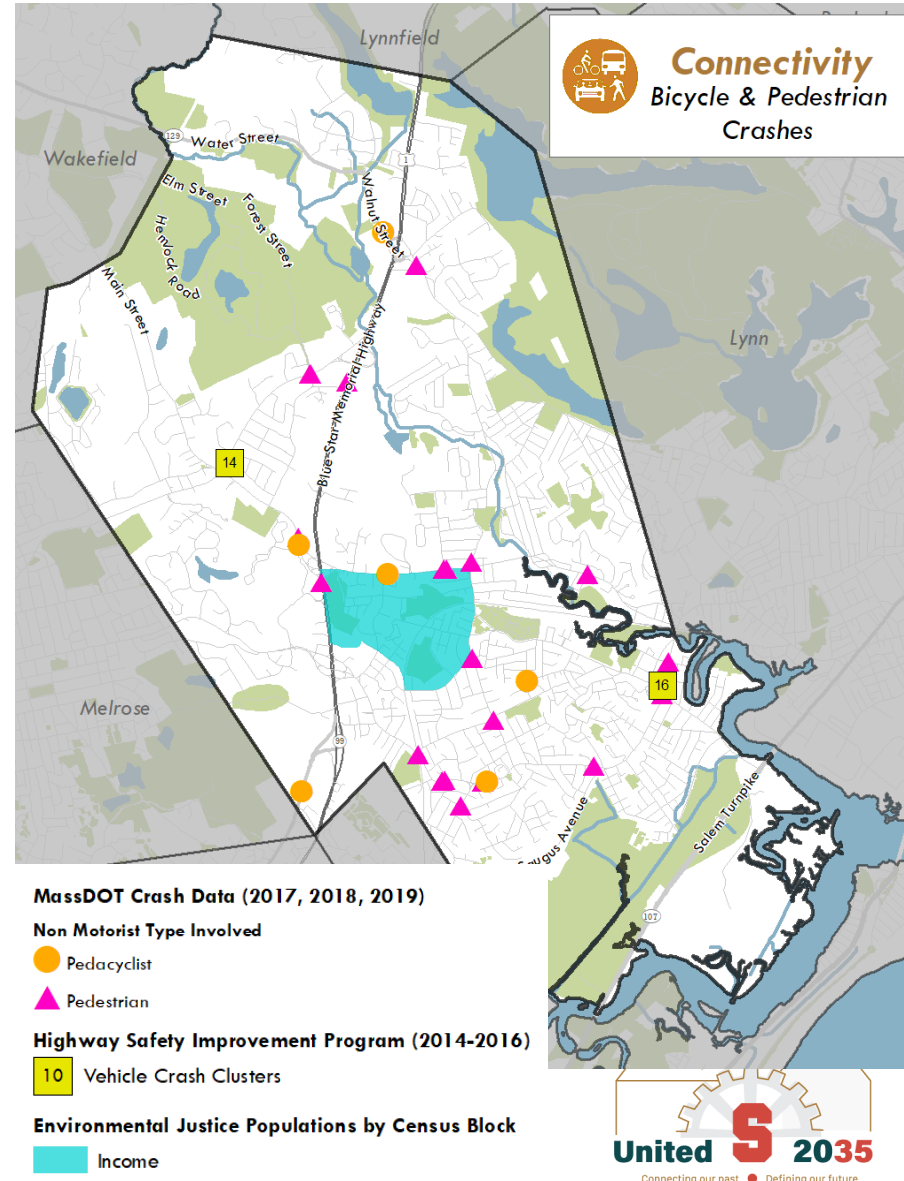 Lynnfield
Connectivity
Bicycle & Pedestrian
Crashes
129
Water Street
Wakefield
1
Elm Street
Forest Street
Walnut Street
Hemlock Road
Main Street
Blue Star Memorial Highway
Lynn
14
16
Melrose
99
Saugus Avenue
Salem Turnpike
107
MassDOT Crash Data (2017, 2018, 2019)
Non Motorist Type Involved
Pedacyclist
Pedestrian
Highway Safety Improvement Program (2014-2016)
10 Vehicle Crash Clusters
Environmental Justice Populations by Census Block
Income
United S 2035
Connecting our past Defining our future